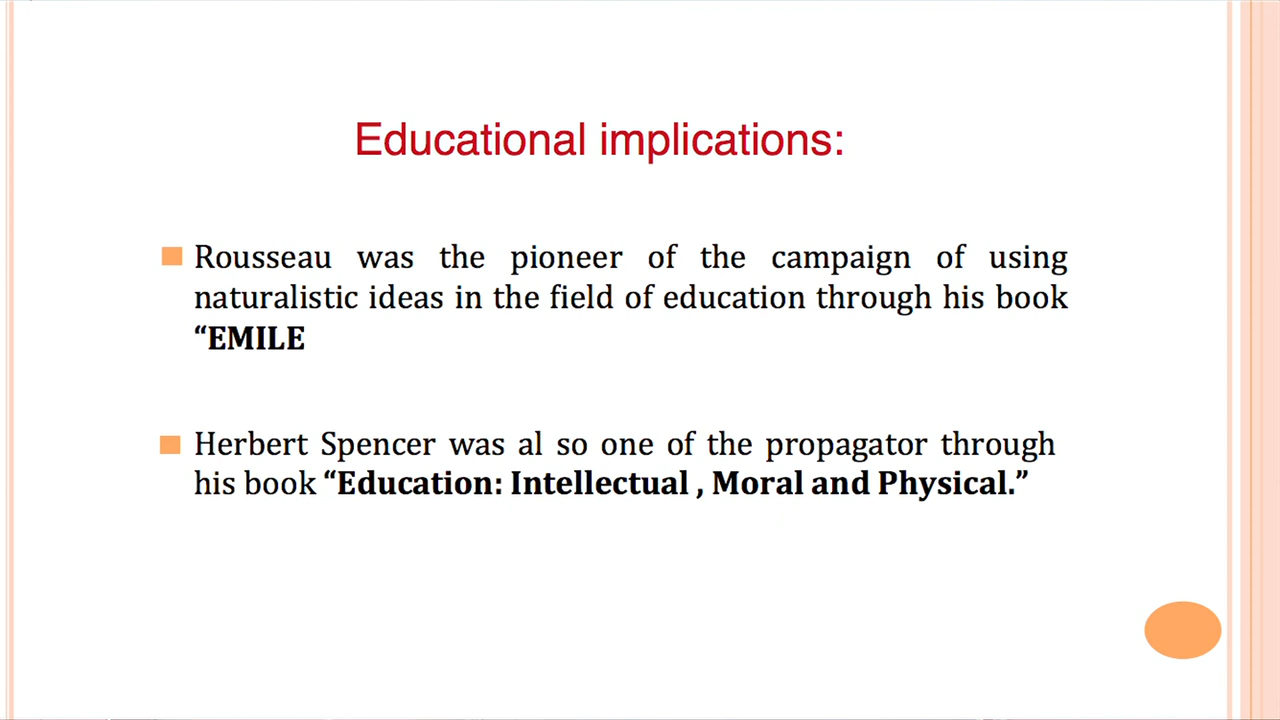 Educational implications:
Rousseau was the pioneer of the campaign of using
naturalistic ideas in the field of education through his book
“EMILE
Herbert Spencer was al so one of the propagator through
his book “Education: Intellectual , Moral and Physical.”